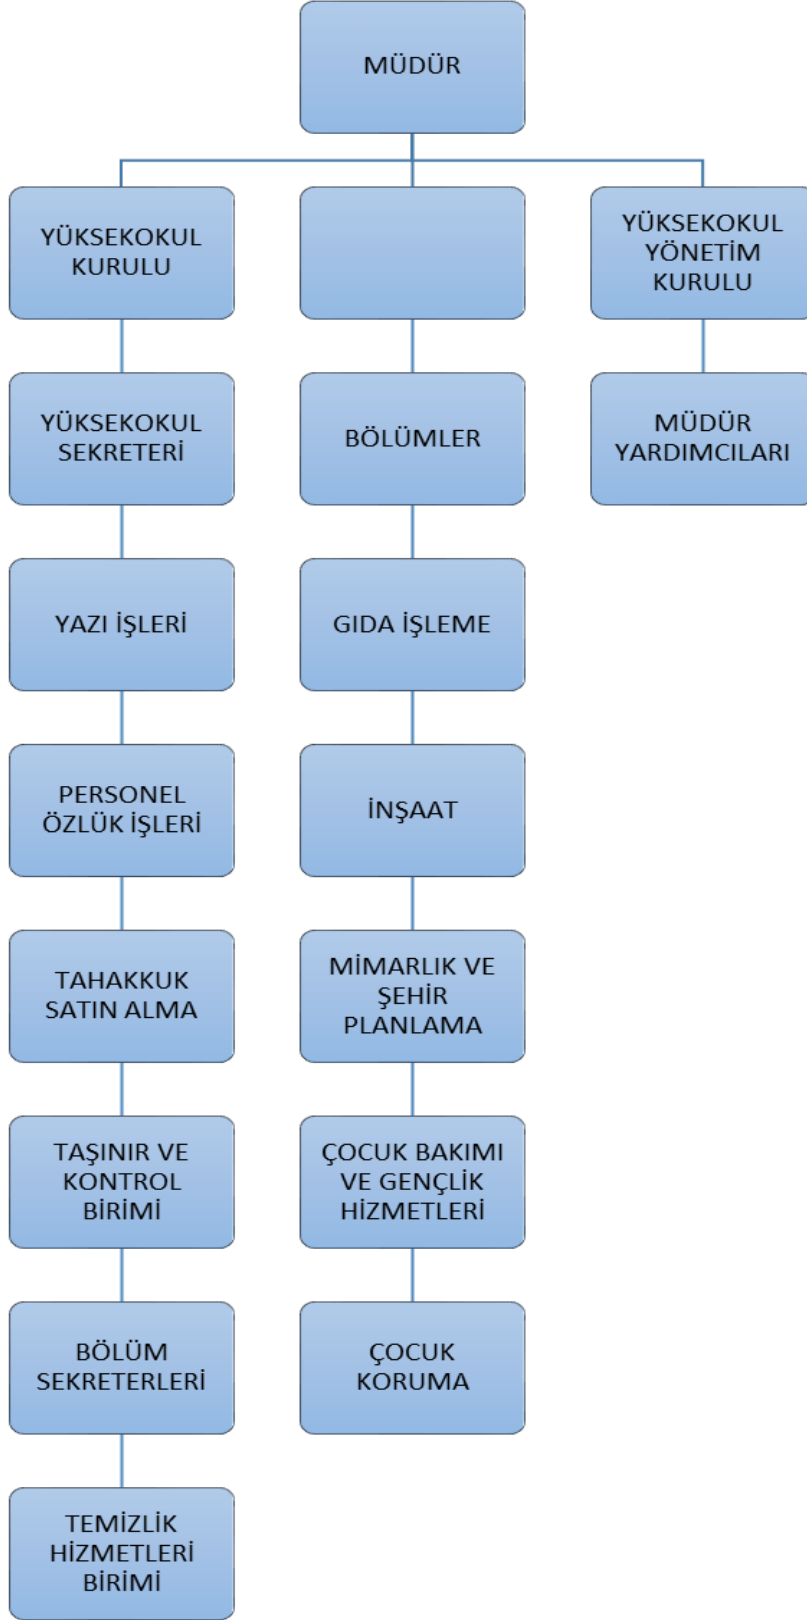 MÜDÜR
YÜKSEKOKUL
KURULU
YÜKSEKOKUL
YÖNETİM
KURULU
YÜKSEKOKUL
SEKRETERİ
BÖLÜMLER
MÜDÜR
YARDIMCILARI
YAZI İŞLERİ
GIDA İŞLEME
PERSONEL
ÖZLÜK İŞLERİ
İNŞAAT
TAHAKKUK
SATIN ALMA
MİMARLIK VE
ŞEHİR
PLANLAMA
TAŞINIR VE
KONTROL
BİRİMİ
ÇOCUK BAKIMI
VE GENÇLİK
HİZMETLERİ
BÖLÜM
SEKRETERLERİ
ÇOCUK
KORUMA
TEMİZLİK
HİZMETLERİ
BİRİMİ